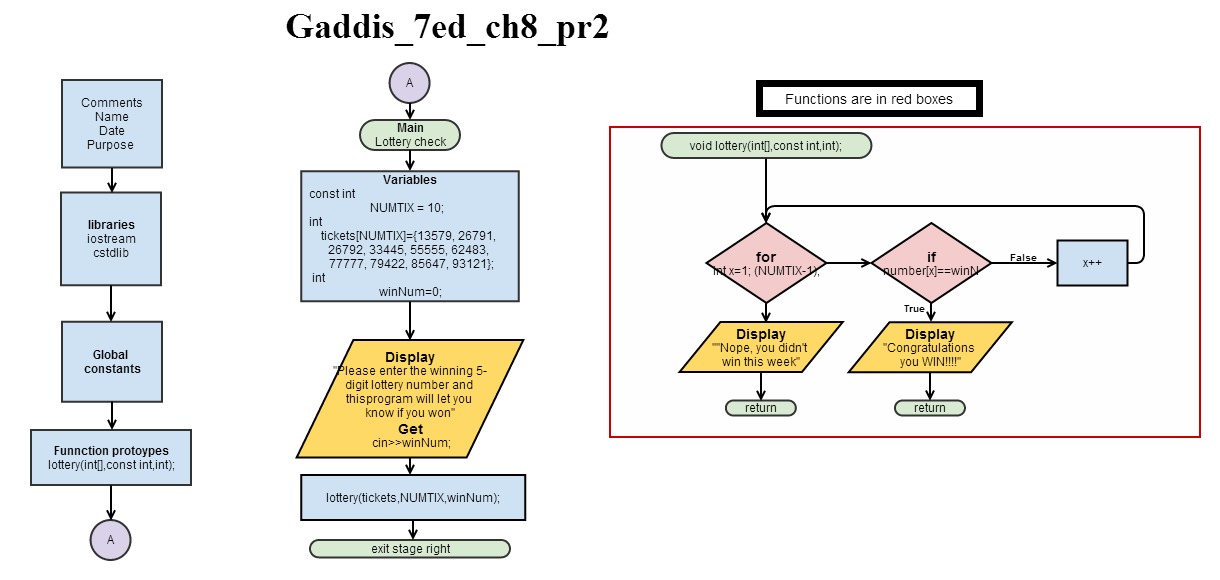 Gaddis_7ed_ch8_pr2
Comments
Name
Date
Purpose
libraries
iostream
cstdlib
Global
constants
Funnction protoypes
lottery(int[],const int,int);
A
A
Main
Lottery check
Variables
const int
NUMTIX = 10;
int
tickets[NUMTIX]={13579, 26791,
26792, 33445, 55555, 62483,
77777, 79422, 85647, 93121};
int
winNum=0;
Display
"Please enter the winning 5-
digit lottery number and
thisprogram will let you
know if you won"
Get
cin>>winNum;
lottery(tickets,NUMTIX,winNum);
exit stage right
Functions are in red boxes
void lottery(int[],const int,int);
for
int x=1; (NUMTIX-1);
if
number[x]==winN
False
x++
True
Display
""Nope, you didn't
win this week"
return
Display
"Congratulations
you WIN!!!!"
return